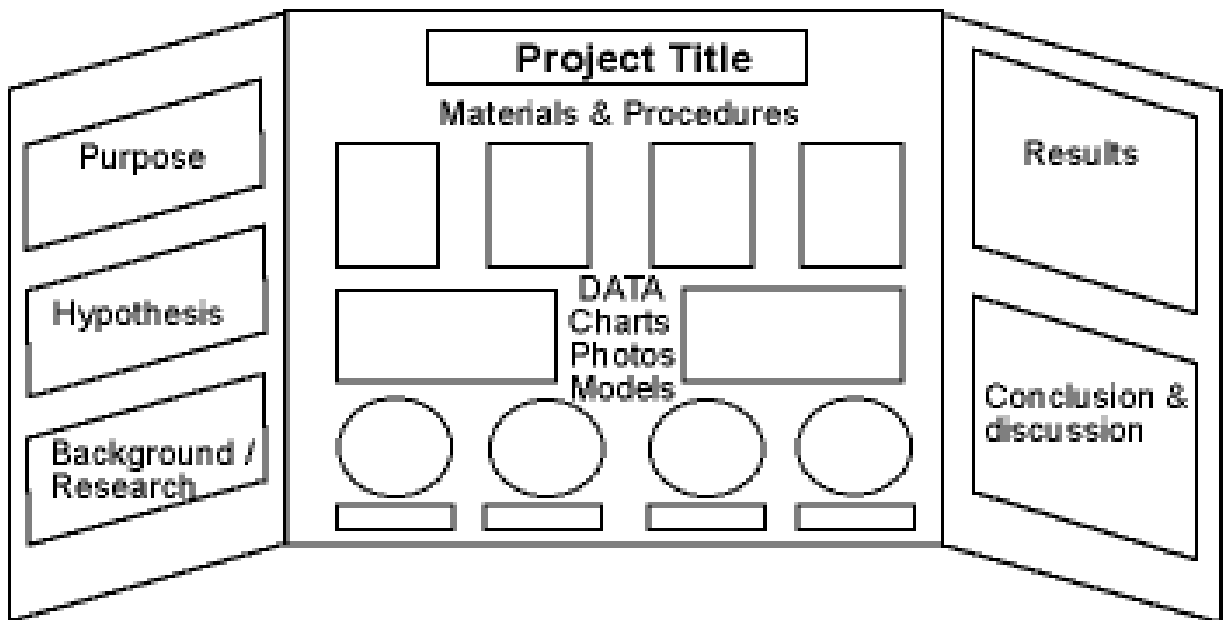 Purpose
Hypothesis
Background /
Research
Project Title
Materials & Procedures
DATA
Charts
Photos
Models
Results
Conclusion &
discussion